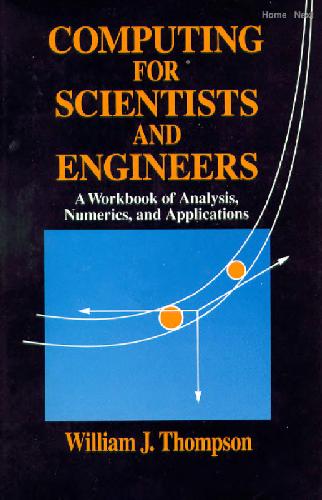 Home Next
COMPUTING
FOR
SCIENTISTS
AND
ENGINEERS
A Workbook of Analysis,
Numerics, and Applications
William J. Thompson